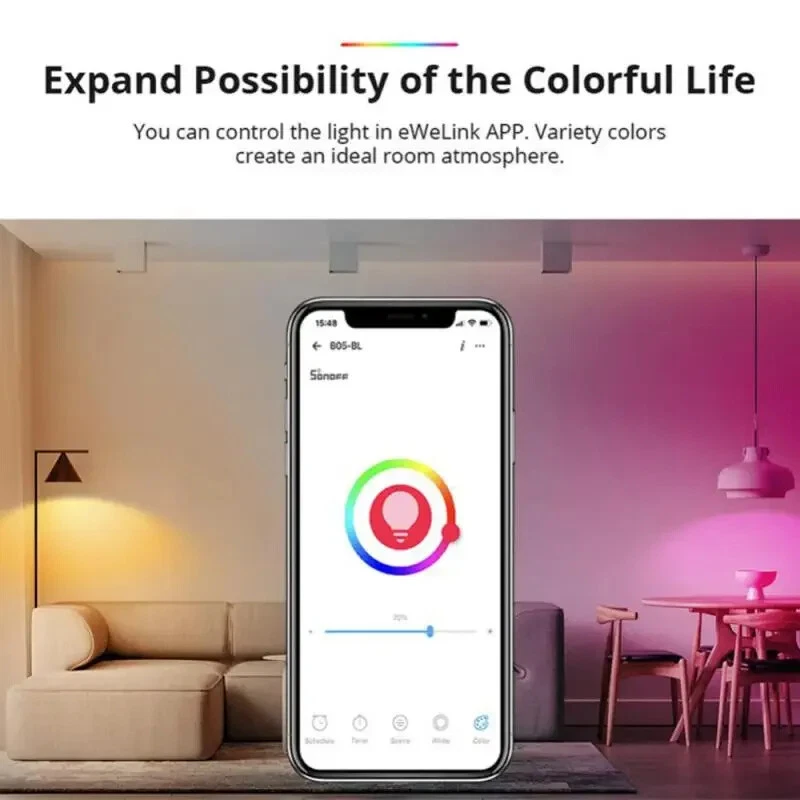 Expand Possibility of the Colorful Life
You can control the light in eWeLink APP. Variety colors
create an ideal room atmosphere.
15:48
B05-BL
SONOFF
Schedule Timer Scene White Color